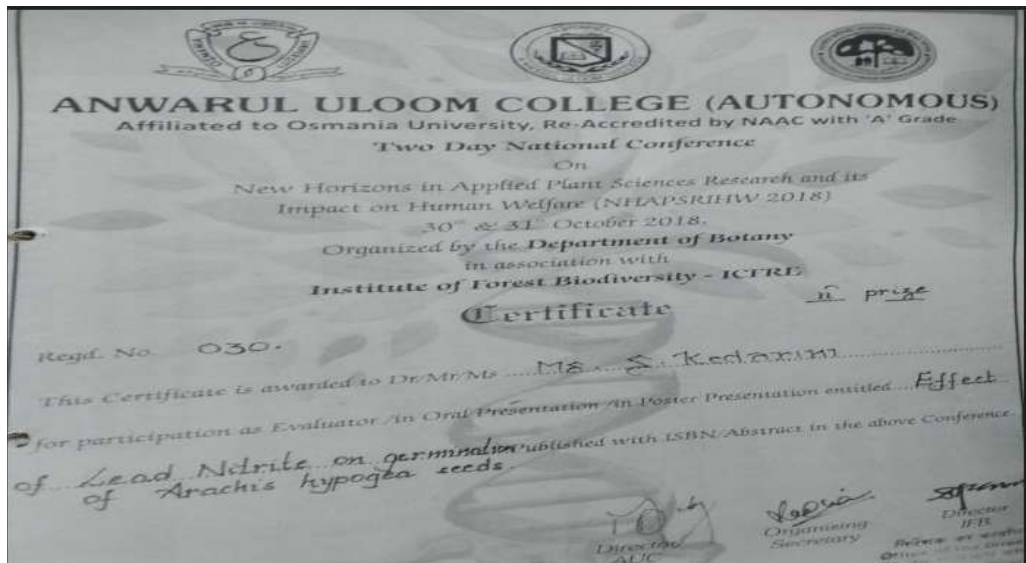 ANWARUL ULOOM COLLEGE (AUTONOMOUS)
Affiliated to Osmania University, Re-Accredited by NAAC with 'A' Grade
Two Day National Conference
On
New Horizons in Applied Plant Sciences Research and its
Impact on Human Welfare (NHAPSRIHW 2018)
30th & 31st October 2018.
Organized by the Department of Botany
in association with
Institute of Forest Biodiversity - ICFRE
Certificate II prize
Regd. No. 030.
This Certificate is awarded to Dr/Mr/Ms Ms. S. Kedarini
for participation as Evaluator/in Oral Presentation/in Poster Presentation entitled Effect
of Lead Nitrite on germination Published with ISBN/Abstract in the above Conference.
of Arachis hypogea seeds.
Director
AUC
Organising
Secretary
Director
IFB